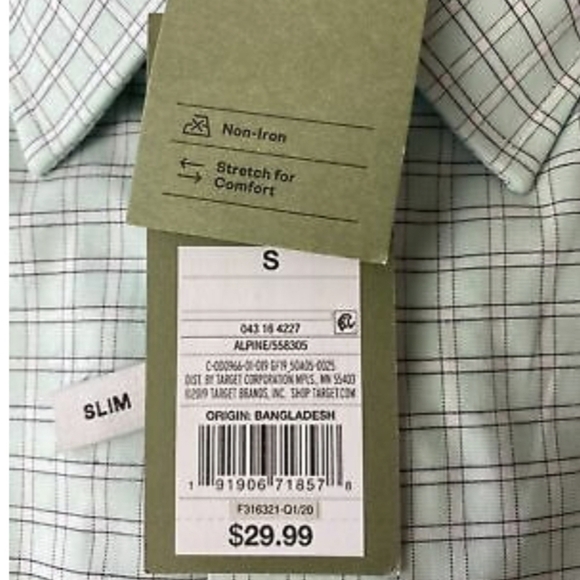 Non-Iron
Stretch for
Comfort
S
043 16 4227
ALPINE/558305
C-000966-01-019 G/19
DIST. BY TARGET CORPORATION MPLS., MN 55403
©2019 TARGET BRANDS, INC. SHOP TARGET.COM
SLIM
ORIGIN: BANGLADESH
1 91906 71857 8
F316321-Q1/20
$29.99